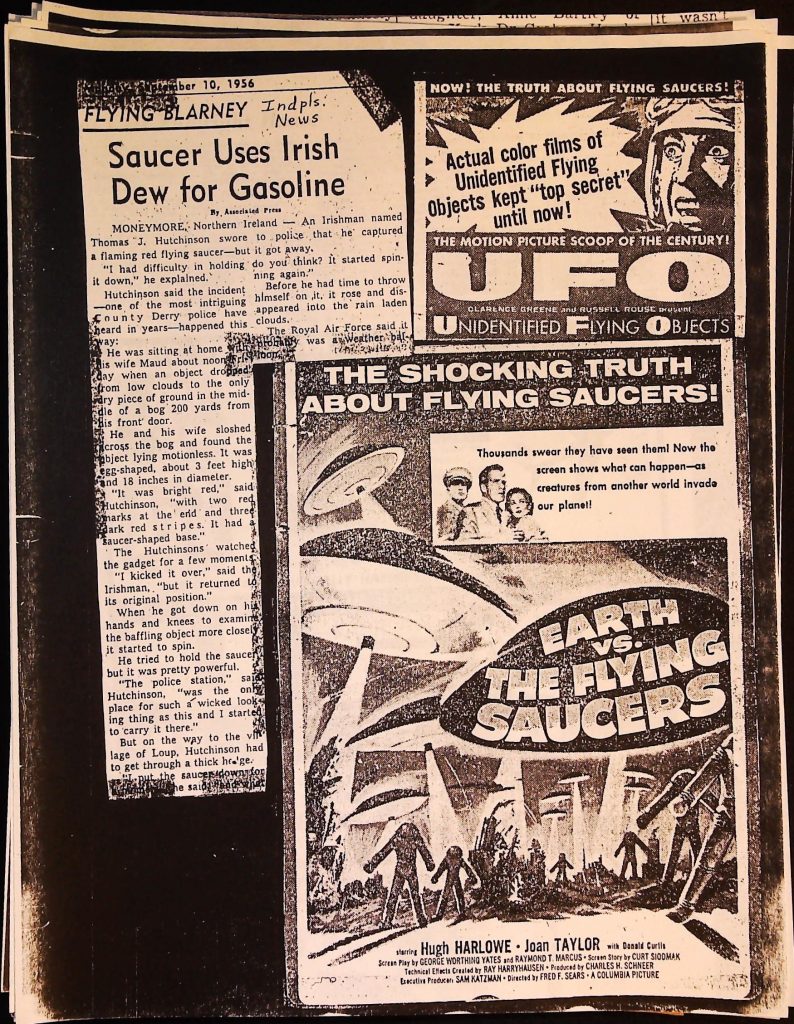 daughter, Anne Bartley of
it wasn't
September 10, 1956
FLYING BLARNEY
Indpls.
News
Saucer Uses Irish
Dew for Gasoline
By Associated Press
MONEYMORE, Northern Ireland — An Irishman named
Thomas J. Hutchinson swore to police that he captured
a flaming red flying saucer—but it got away.
"I had difficulty in holding
it down," he explained.
Hutchinson said the incident
—one of the most intriguing
County Derry police have
heard in years—happened this
way:
He was sitting at home with
his wife Maud about noon Fri-
day when an object dropped
from low clouds to the only
dry piece of ground in the mid-
dle of a bog 200 yards from
his front door.
He and his wife sloshed
across the bog and found the
object lying motionless. It was
egg-shaped, about 3 feet high
and 18 inches in diameter.
"It was bright red," said
Hutchinson, "with two red
marks at the end and three
dark red stripes. It had a
saucer-shaped base."
The Hutchinsons watched
the gadget for a few moments.
"I kicked it over," said the
Irishman, "but it returned to
its original position."
When he got down on his
hands and knees to examine
the baffling object more closely
it started to spin.
He tried to hold the saucer
but it was pretty powerful.
"The police station," said
Hutchinson, "was the only
place for such a wicked look-
ing thing as this and I started
to carry it there."
But on the way to the vil-
lage of Loup, Hutchinson had
to get through a thick hedge.
"I put the saucer down for
he said, "and what
do you think? It started spin-
ning again."
Before he had time to throw
himself on it, it rose and dis-
appeared into the rain laden
clouds.
The Royal Air Force said it
probably was a weather bal-
loon.
NOW! THE TRUTH ABOUT FLYING SAUCERS!
Actual color films of
Unidentified Flying
Objects kept "top secret"
until now!
THE MOTION PICTURE SCOOP OF THE CENTURY!
UFO
CLARENCE GREENE and RUSSELL ROUSE present
UNIDENTIFIED FLYING OBJECTS
THE SHOCKING TRUTH
ABOUT FLYING SAUCERS!
Thousands swear they have seen them! Now the
screen shows what can happen—as
creatures from another world invade
our planet!
EARTH
VS.
THE FLYING
SAUCERS
starring Hugh HARLOWE · Joan TAYLOR with Donald Curtis
Screen Play by GEORGE WORTHING YATES and RAYMOND T. MARCUS · Screen Story by CURT SIODMAK
Technical Effects Created by RAY HARRYHAUSEN · Produced by CHARLES H. SCHNEER
Executive Producer: SAM KATZMAN · Directed by FRED F. SEARS · A COLUMBIA PICTURE